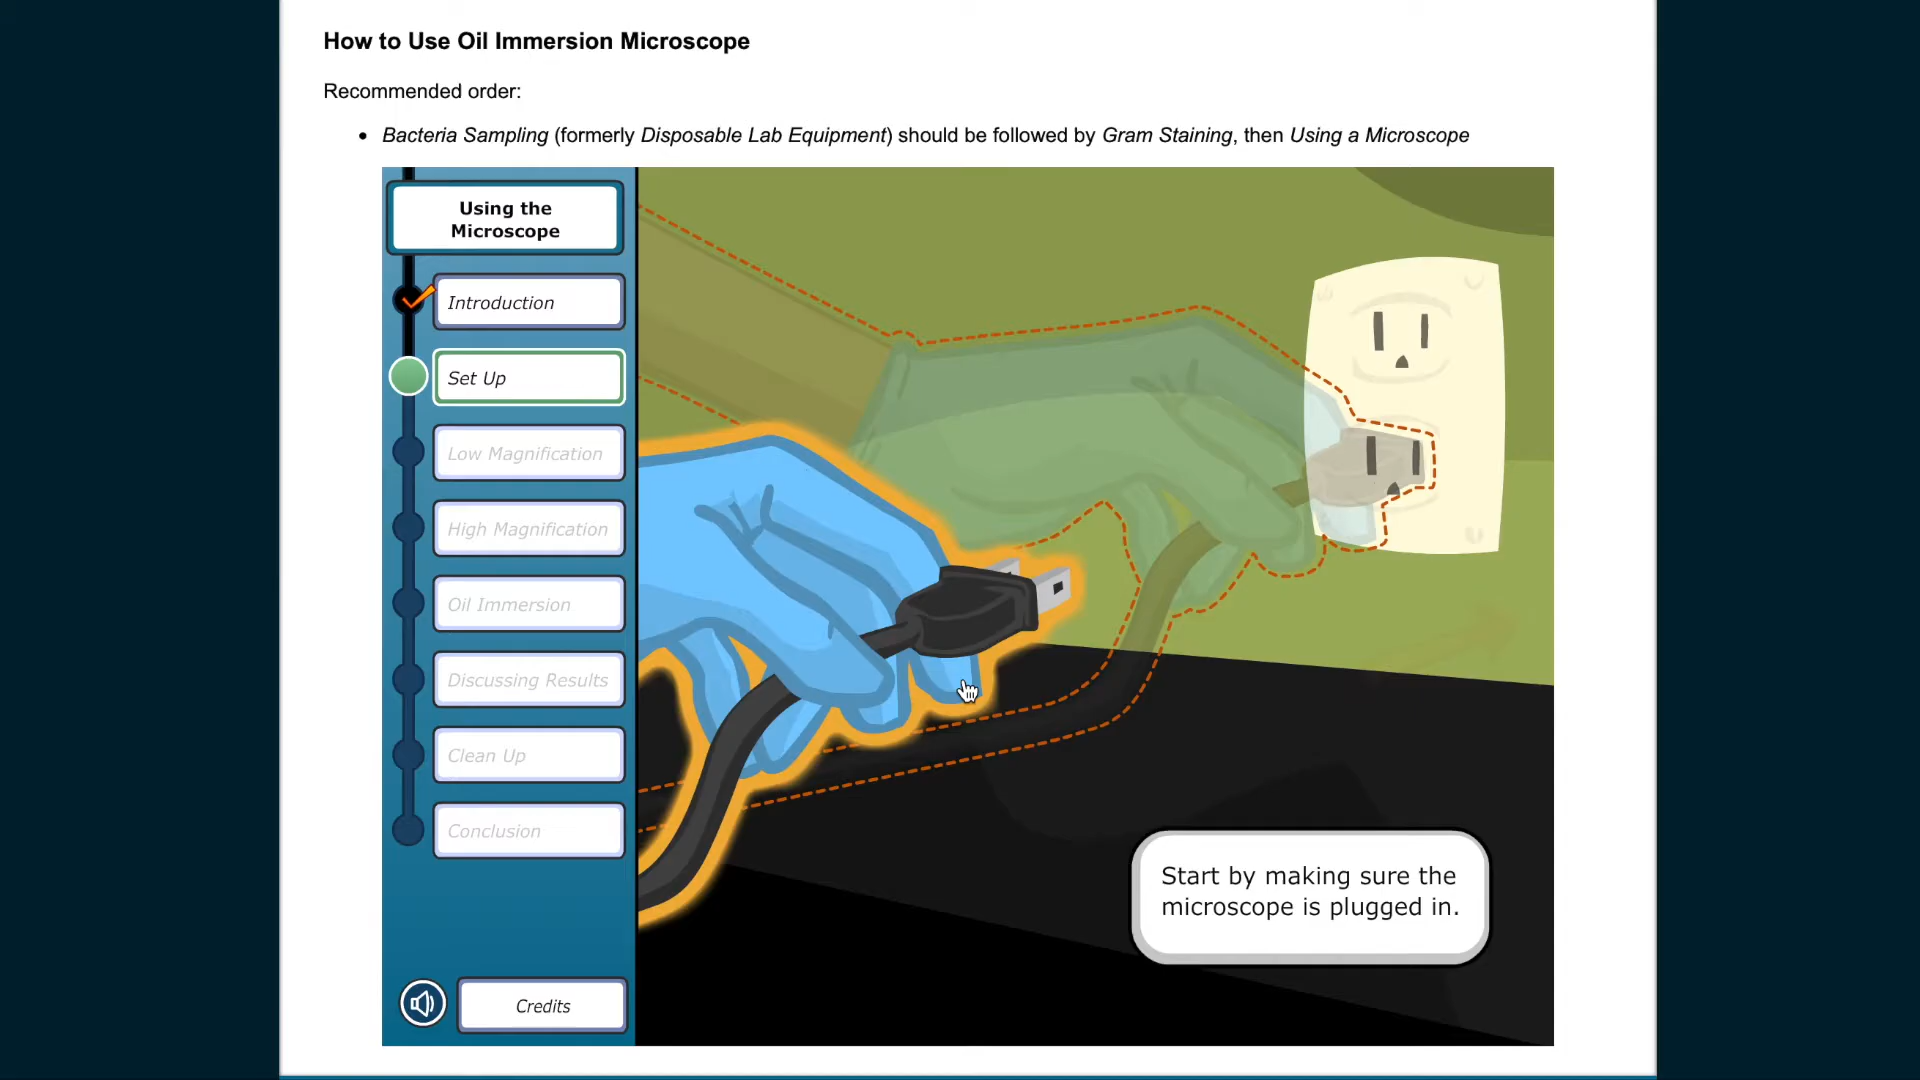 How to Use Oil Immersion Microscope
Recommended order:
• Bacteria Sampling (formerly Disposable Lab Equipment) should be followed by Gram Staining, then Using a Microscope
Using the
Microscope
Introduction
Set Up
Low Magnification
High Magnification
Oil Immersion
Discussing Results
Clean Up
Conclusion
Credits
Start by making sure the
microscope is plugged in.